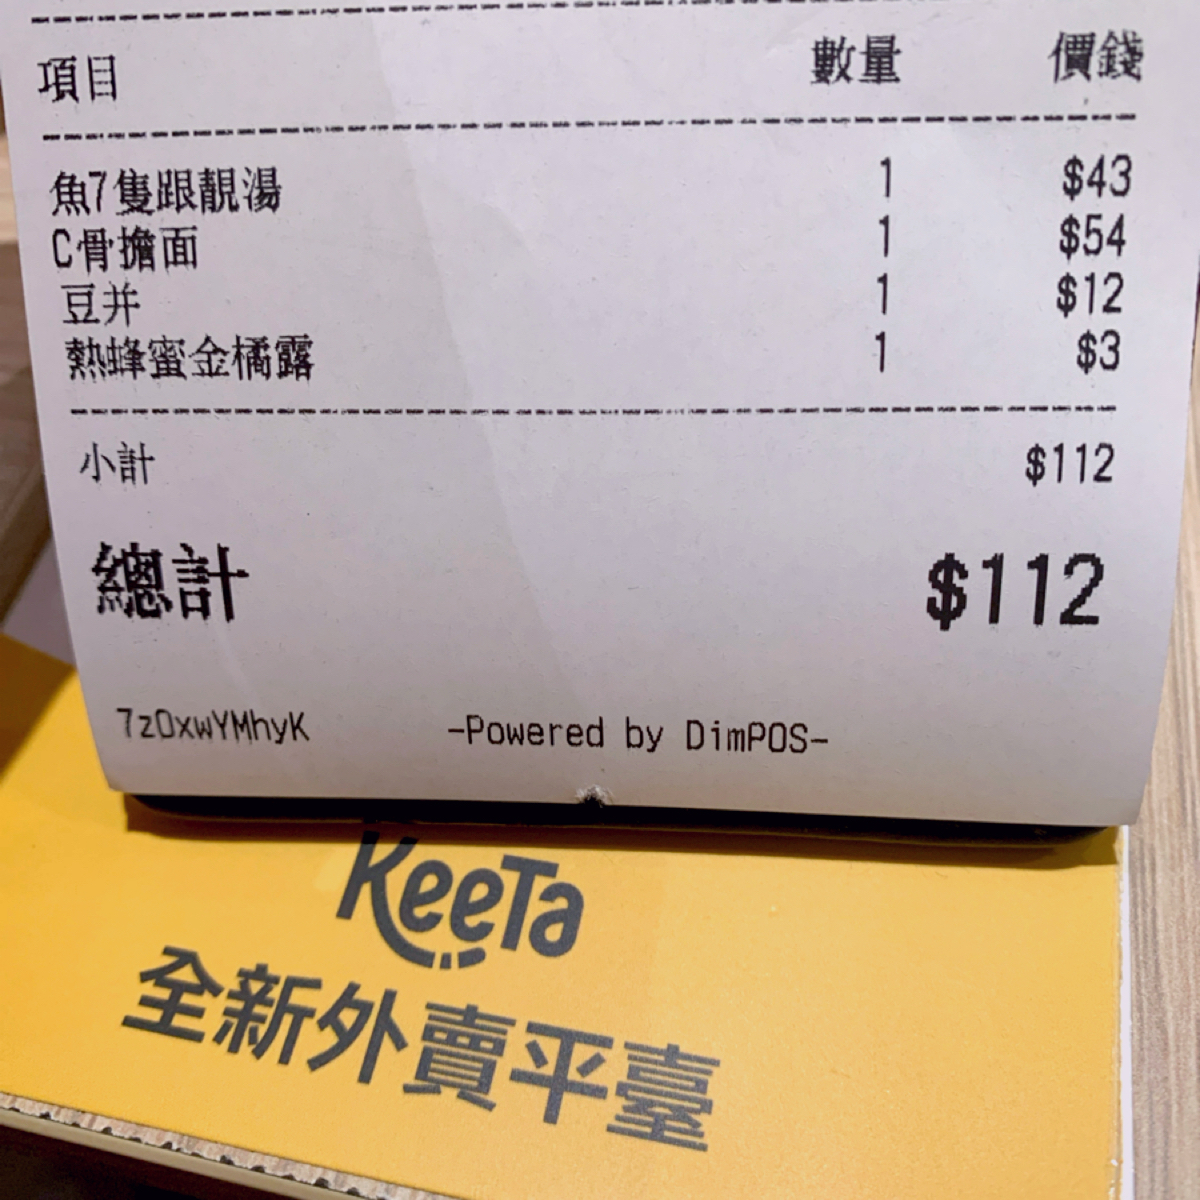 項目 數量 價錢
魚7隻跟靚湯 1 $43
C骨擔面 1 $54
豆并 1 $12
熱蜂蜜金橘露 1 $3
小計 $112
總計 $112
7zOxwYMhyK -Powered by DimPOS-
KeeTa
全新外賣平臺